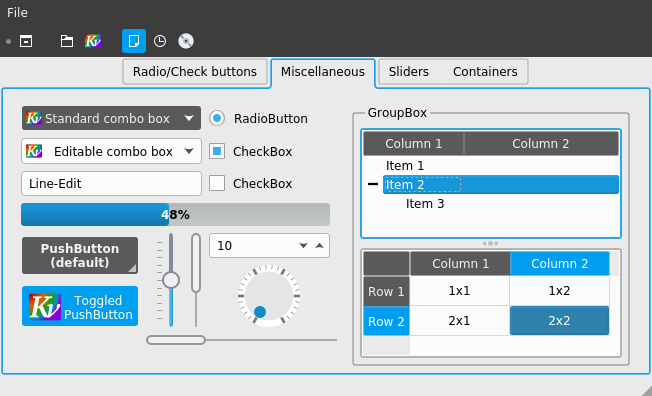 File
Radio/Check buttons
Miscellaneous
Sliders
Containers
Standard combo box
RadioButton
Editable combo box
CheckBox
Line-Edit
CheckBox
48%
PushButton
(default)
10
Toggled
PushButton
GroupBox
Column 1 Column 2
Item 1
Item 2
Item 3
Column 1 Column 2
Row 1 1x1 1x2
Row 2 2x1 2x2